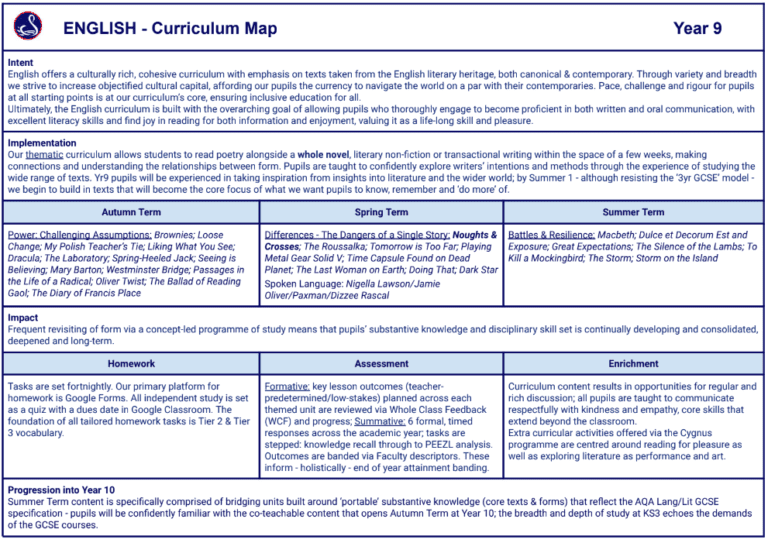 ENGLISH - Curriculum Map Year 9
Intent
English offers a culturally rich, cohesive curriculum with emphasis on texts taken from the English literary heritage, both canonical & contemporary. Through variety and breadth
we strive to increase objectified cultural capital, affording our pupils the currency to navigate the world on a par with their contemporaries. Pace, challenge and rigour for pupils
at all starting points is at our curriculum's core, ensuring inclusive education for all.
Ultimately, the English curriculum is built with the overarching goal of allowing pupils who thoroughly engage to become proficient in both written and oral communication, with
excellent literacy skills and find joy in reading for both information and enjoyment, valuing it as a life-long skill and pleasure.
Implementation
Our thematic curriculum allows students to read poetry alongside a whole novel, literary non-fiction or transactional writing within the space of a few weeks, making
connections and understanding the relationships between form. Pupils are taught to confidently explore writers' intentions and methods through the experience of studying the
wide range of texts. Yr9 pupils will be experienced in taking inspiration from insights into literature and the wider world; by Summer 1 - although resisting the '3yr GCSE' model -
we begin to build in texts that will become the core focus of what we want pupils to know, remember and 'do more' of.
Autumn Term
Power: Challenging Assumptions: Brownies; Loose
Change; My Polish Teacher's Tie; Liking What You See;
Dracula; The Laboratory; Spring-Heeled Jack; Seeing is
Believing; Mary Barton; Westminster Bridge; Passages in
the Life of a Radical; Oliver Twist; The Ballad of Reading
Gaol; The Diary of Francis Place
Spring Term
Differences - The Dangers of a Single Story: Noughts &
Crosses; The Roussalka; Tomorrow is Too Far; Playing
Metal Gear Solid V; Time Capsule Found on Dead
Planet; The Last Woman on Earth; Doing That; Dark Star
Spoken Language: Nigella Lawson/Jamie
Oliver/Paxman/Dizzee Rascal
Summer Term
Battles & Resilience: Macbeth; Dulce et Decorum Est and
Exposure; Great Expectations; The Silence of the Lambs; To
Kill a Mockingbird; The Storm; Storm on the Island
Impact
Frequent revisiting of form via a concept-led programme of study means that pupils' substantive knowledge and disciplinary skill set is continually developing and consolidated,
deepened and long-term.
Homework
Tasks are set fortnightly. Our primary platform for
homework is Google Forms. All independent study is set
as a quiz with a dues date in Google Classroom. The
foundation of all tailored homework tasks is Tier 2 & Tier
3 vocabulary.
Assessment
Formative: key lesson outcomes (teacher-
predetermined/low-stakes) planned across each
themed unit are reviewed via Whole Class Feedback
(WCF) and progress; Summative: 6 formal, timed
responses across the academic year; tasks are
stepped: knowledge recall through to PEEZL analysis.
Outcomes are banded via Faculty descriptors. These
inform - holistically - end of year attainment banding.
Enrichment
Curriculum content results in opportunities for regular and
rich discussion; all pupils are taught to communicate
respectfully with kindness and empathy, core skills that
extend beyond the classroom.
Extra curricular activities offered via the Cygnus
programme are centred around reading for pleasure as
well as exploring literature as performance and art.
Progression into Year 10
Summer Term content is specifically comprised of bridging units built around 'portable' substantive knowledge (core texts & forms) that reflect the AQA Lang/Lit GCSE
specification - pupils will be confidently familiar with the co-teachable content that opens Autumn Term at Year 10; the breadth and depth of study at KS3 echoes the demands
of the GCSE courses.